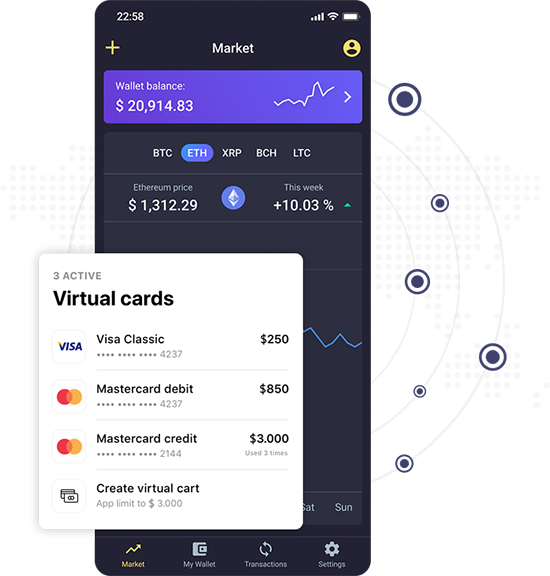 22:58
Market
Wallet balance:
$ 20,914.83
BTC ETH XRP BCH LTC
Ethereum price
$ 1,312.29
This week
+10.03 %
3 ACTIVE
Virtual cards
VISA
Visa Classic $250
•••• •••• •••• 4237
Mastercard debit $850
•••• •••• •••• 4237
Mastercard credit $3.000
•••• •••• •••• 2144 Used 3 times
Create virtual cart
App limit to $ 3.000
Sat Sun
Market My Wallet Transactions Settings